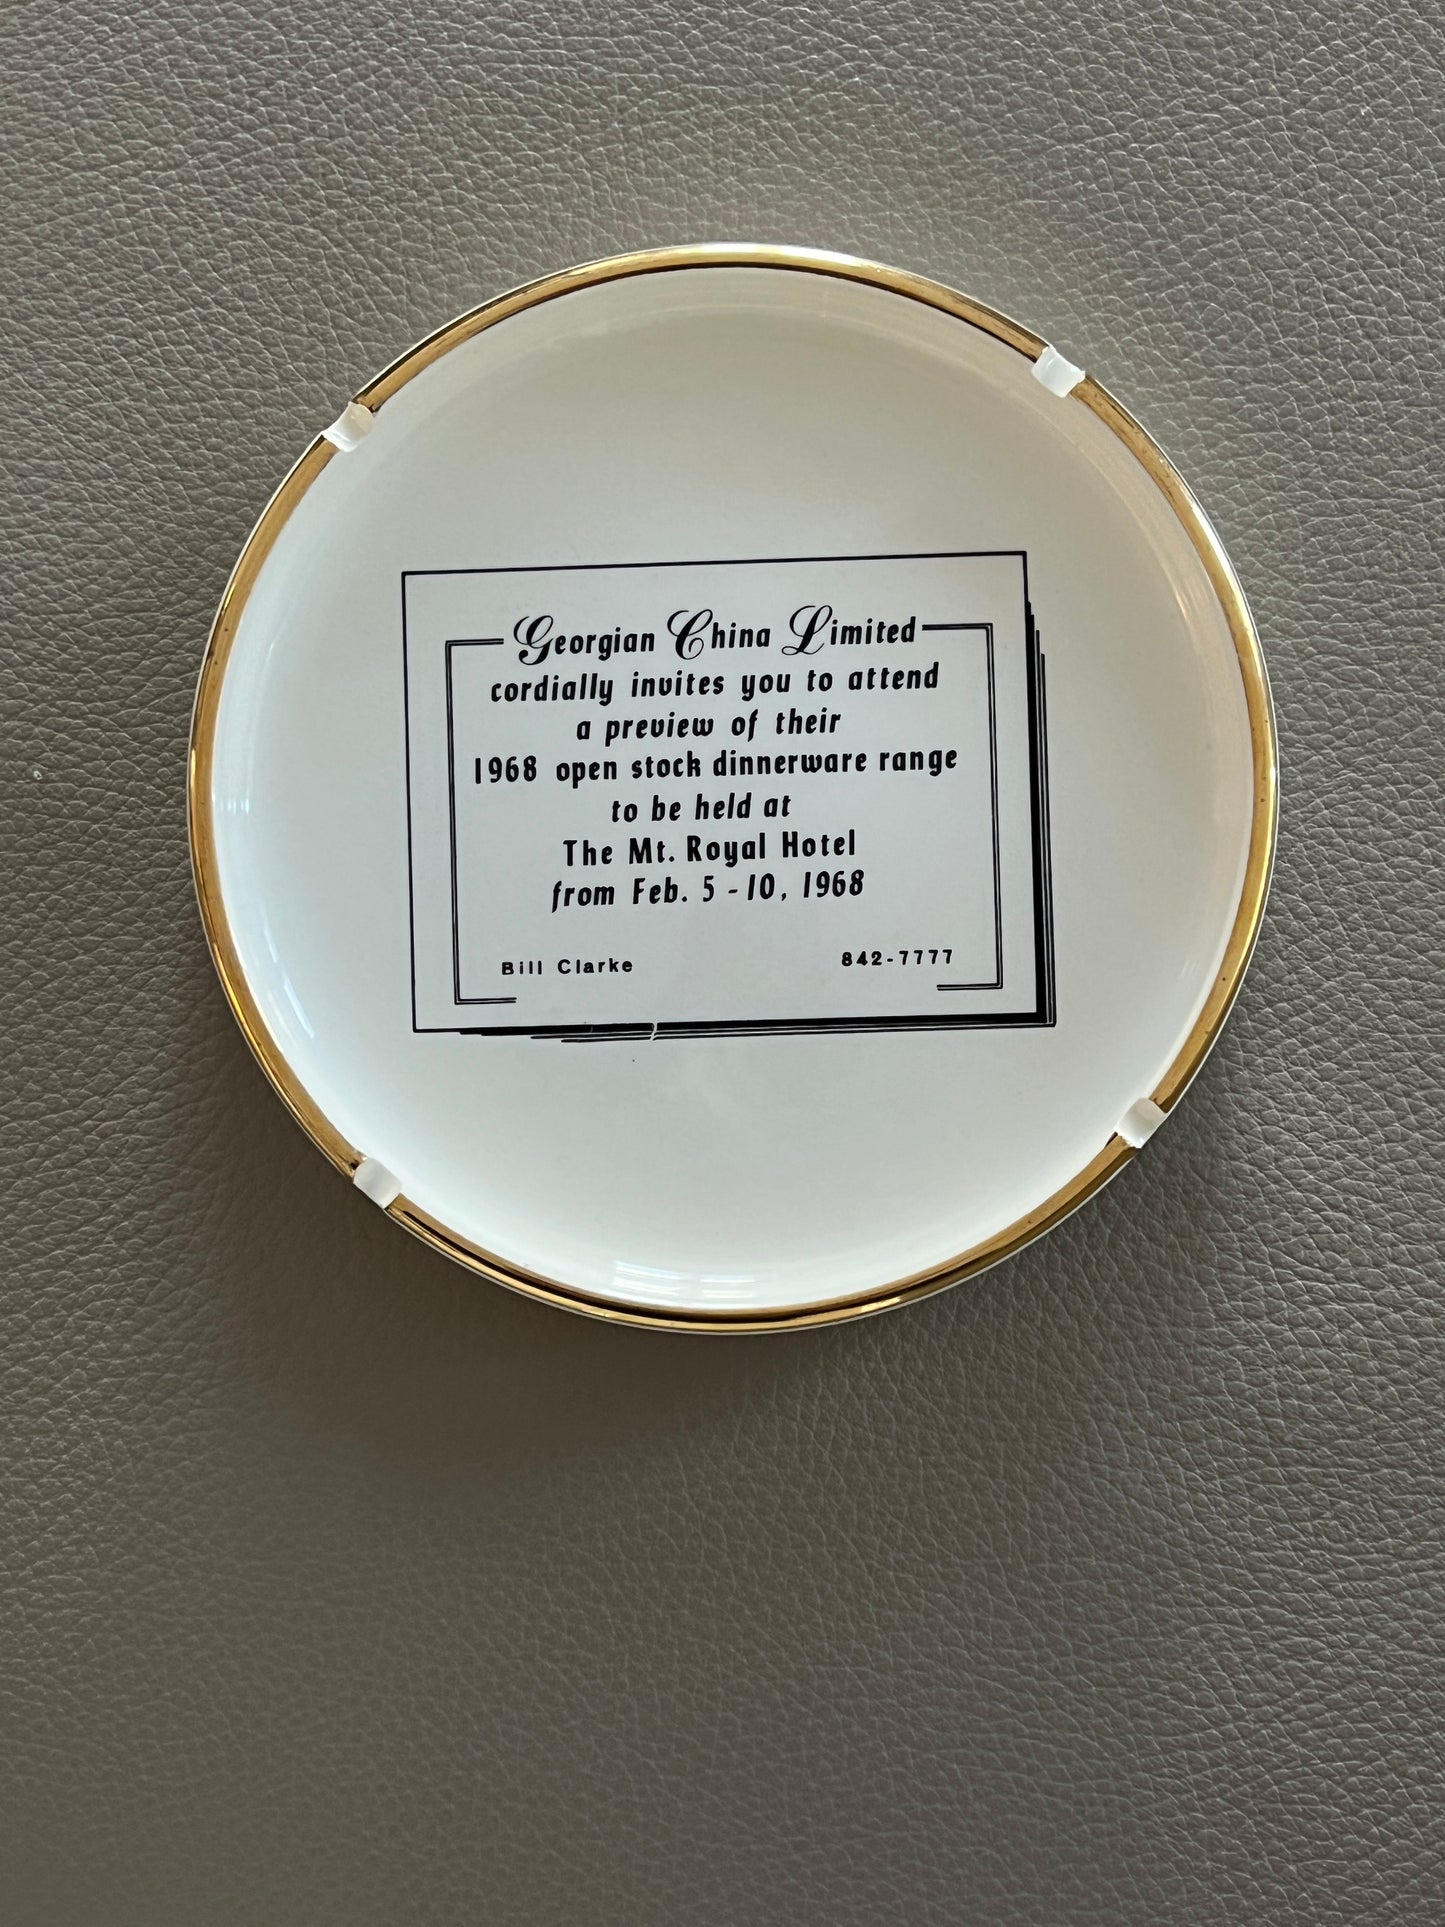 Georgian China Limited
cordially invites you to attend
a preview of their
1968 open stock dinnerware range
to be held at
The Mt. Royal Hotel
from Feb. 5 - 10, 1968
Bill Clarke 842-7777